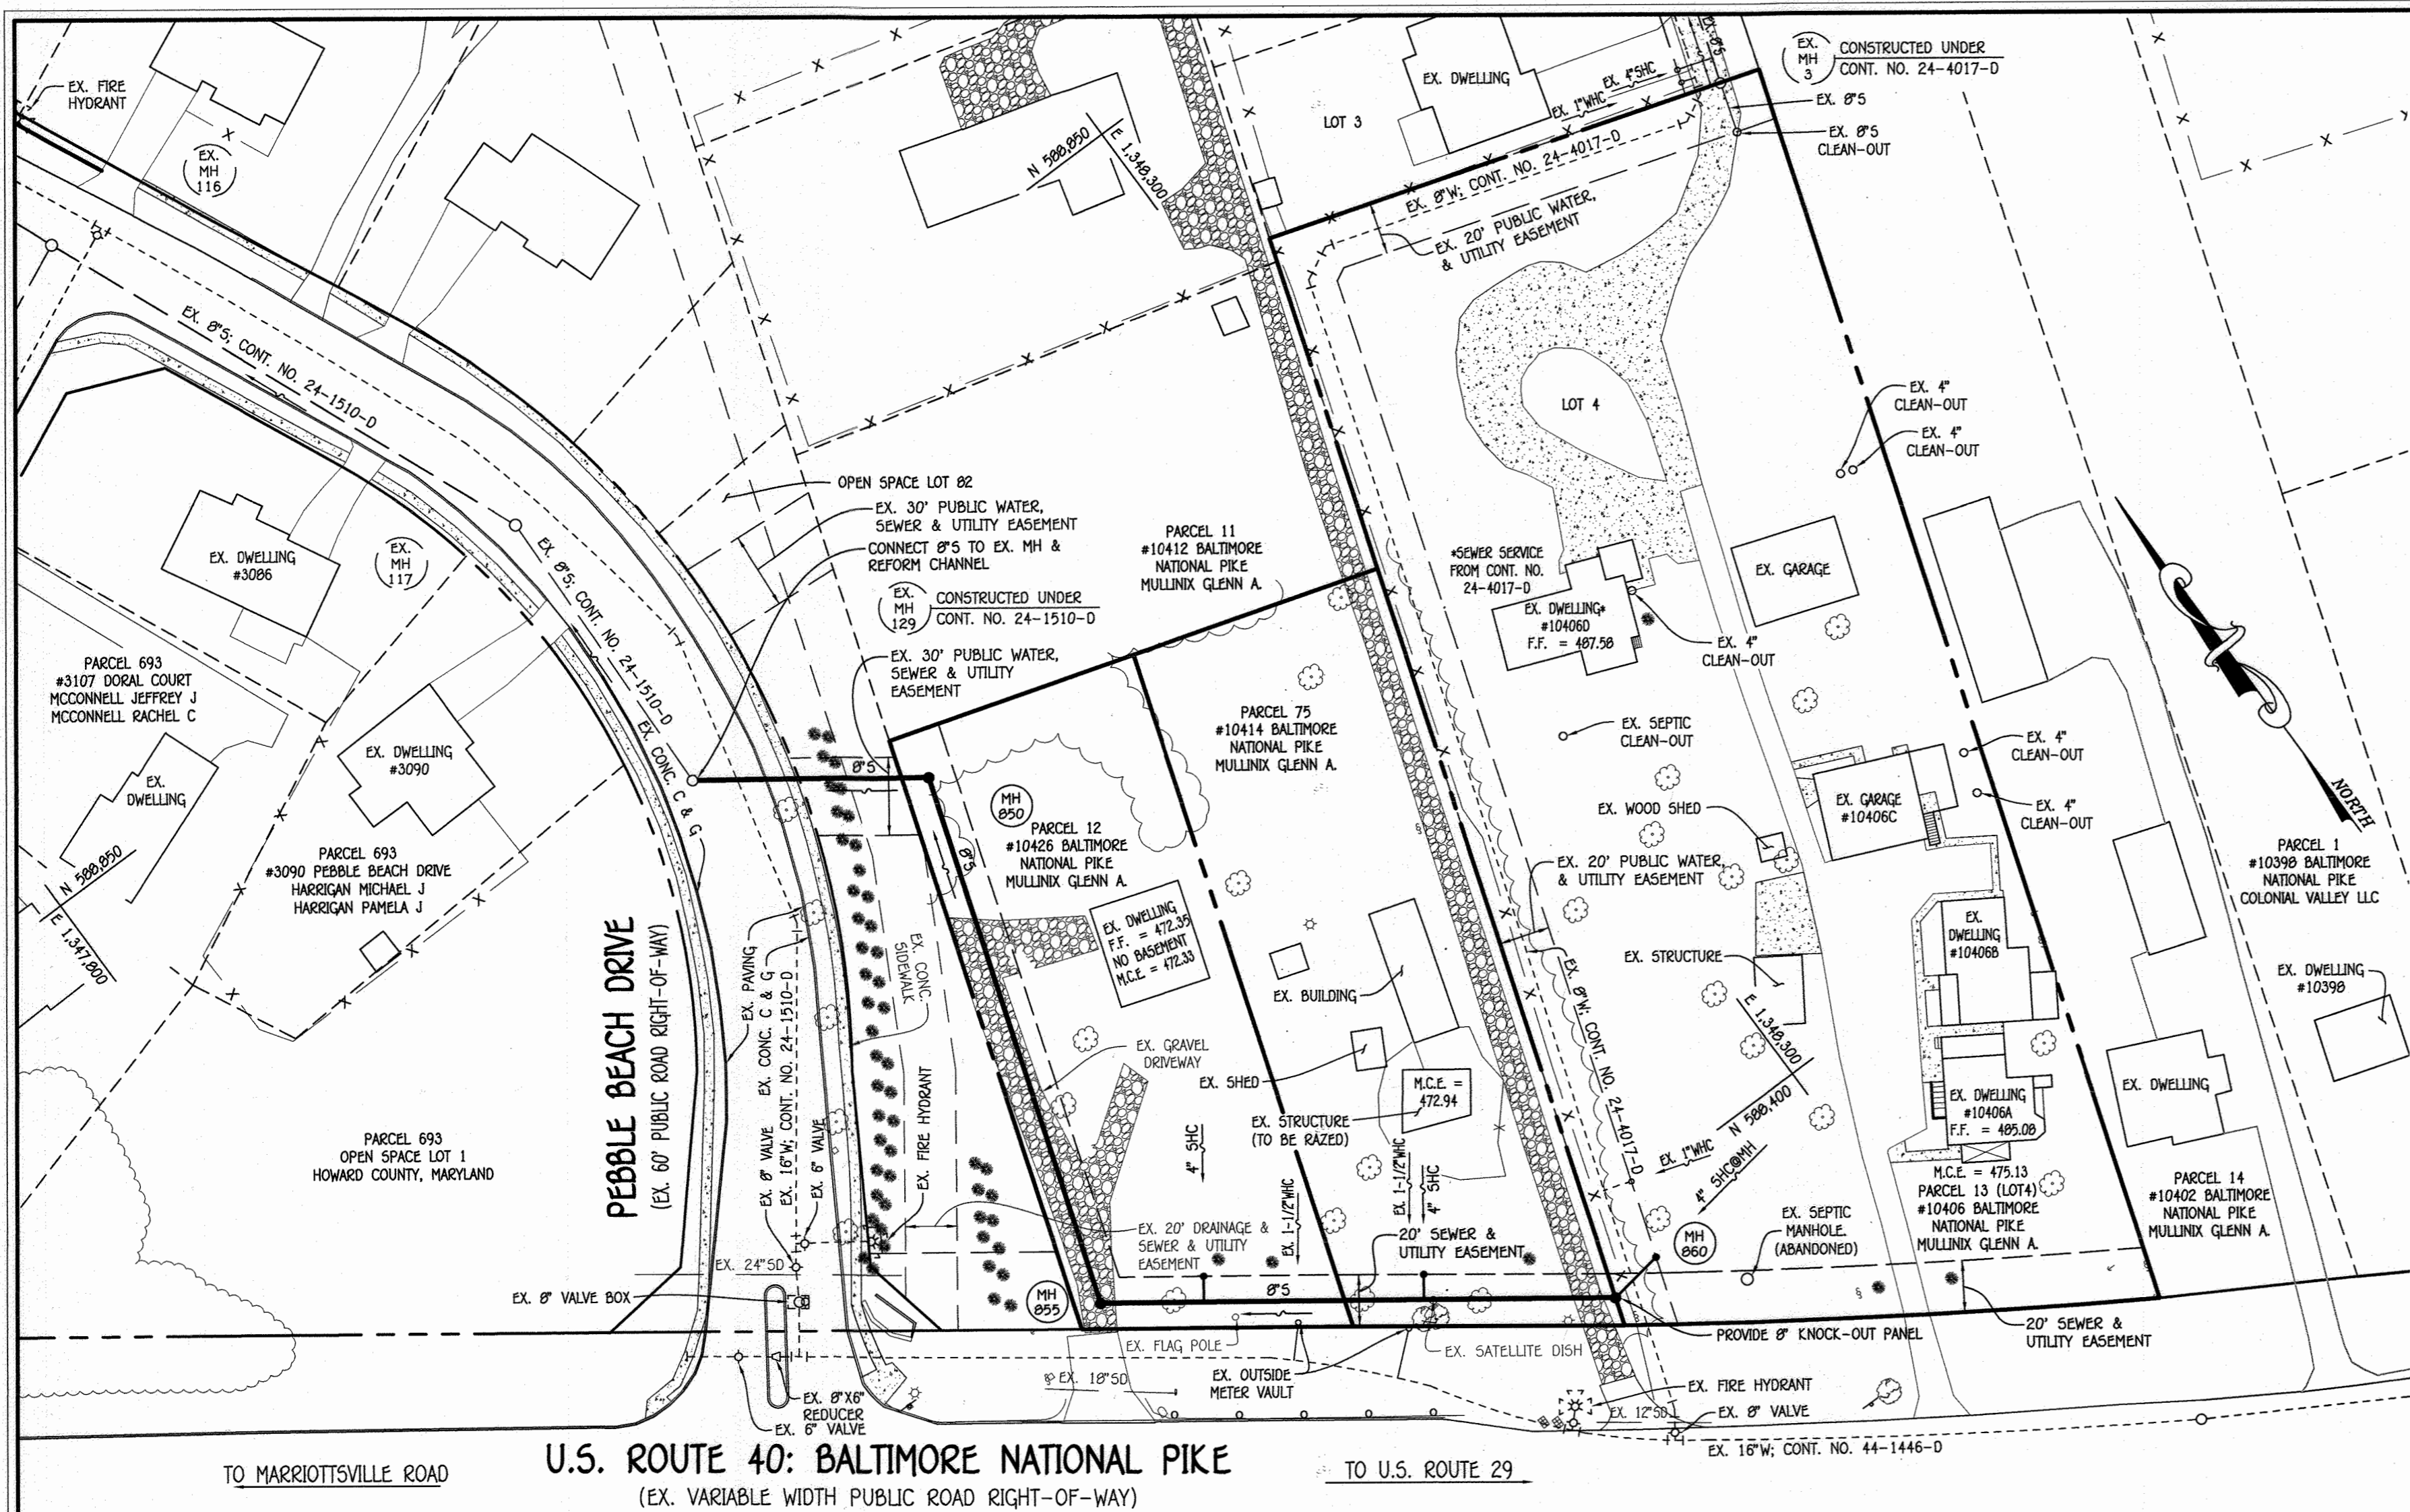 EX. FIRE
HYDRANT
EX.
MH
116
EX. DWELLING
LOT 3
EX. 4"SHC
EX. 1"WHC
EX. 8"S
EX.
MH
3
CONSTRUCTED UNDER
CONT. NO. 24-4017-D
EX. 8"S
EX. 8"S
CLEAN-OUT
N 588,850
E 1,348,300
EX. 8"W; CONT. NO. 24-4017-D
EX. 20' PUBLIC WATER,
& UTILITY EASEMENT
EX. 8"S; CONT. NO. 24-1510-D
LOT 4
EX. 4"
CLEAN-OUT
EX. 4"
CLEAN-OUT
OPEN SPACE LOT 82
EX. 30' PUBLIC WATER,
SEWER & UTILITY EASEMENT
CONNECT 8"S TO EX. MH &
REFORM CHANNEL
EX.
MH
129
CONSTRUCTED UNDER
CONT. NO. 24-1510-D
EX. 30' PUBLIC WATER,
SEWER & UTILITY
EASEMENT
PARCEL 11
#10412 BALTIMORE
NATIONAL PIKE
MULLINIX GLENN A.
*SEWER SERVICE
FROM CONT. NO.
24-4017-D
EX. DWELLING*
#10406D
F.F. = 487.58
EX. 4"
CLEAN-OUT
EX. GARAGE
EX. DWELLING
#3086
EX.
MH
117
EX. 8"S; CONT. NO. 24-1510-D
EX. CONC. C & G
PARCEL 693
#3107 DORAL COURT
MCCONNELL JEFFREY J
MCCONNELL RACHEL C
EX. DWELLING
#3090
EX.
DWELLING
PARCEL 693
#3090 PEBBLE BEACH DRIVE
HARRIGAN MICHAEL J
HARRIGAN PAMELA J
N 588,850
E 1,347,800
8"S
8"S
MH
850
PARCEL 12
#10426 BALTIMORE
NATIONAL PIKE
MULLINIX GLENN A.
PARCEL 75
#10414 BALTIMORE
NATIONAL PIKE
MULLINIX GLENN A.
EX. SEPTIC
CLEAN-OUT
EX. 4"
CLEAN-OUT
EX. 4"
CLEAN-OUT
EX. WOOD SHED
EX. GARAGE
#10406C
NORTH
PARCEL 1
#10398 BALTIMORE
NATIONAL PIKE
COLONIAL VALLEY LLC
EX. 20' PUBLIC WATER,
& UTILITY EASEMENT
EX. DWELLING
F.F. = 472.35
NO BASEMENT
M.C.E. = 472.33
EX. BUILDING
EX. STRUCTURE
EX.
DWELLING
#10406B
EX. DWELLING
#10398
PEBBLE BEACH DRIVE
(EX. 60' PUBLIC ROAD RIGHT-OF-WAY)
EX. PAVING
EX. CONC. C & G
EX. 16"W; CONT. NO. 24-1510-D
EX. CONC.
SIDEWALK
EX. 8" VALVE
EX. 6" VALVE
EX. FIRE HYDRANT
EX. GRAVEL
DRIVEWAY
EX. SHED
EX. STRUCTURE
(TO BE RAZED)
M.C.E. =
472.94
EX. 8"W; CONT. NO. 24-4017-D
E 1,348,300
N 588,400
EX. DWELLING
#10406A
F.F. = 485.08
EX. DWELLING
PARCEL 693
OPEN SPACE LOT 1
HOWARD COUNTY, MARYLAND
4" SHC
EX. 1-1/2"WHC
EX. 1-1/2"WHC
4" SHC
EX. 1"WHC
4" SHC@MH
MH
860
M.C.E. = 475.13
PARCEL 13 (LOT4)
#10406 BALTIMORE
NATIONAL PIKE
MULLINIX GLENN A.
PARCEL 14
#10402 BALTIMORE
NATIONAL PIKE
MULLINIX GLENN A.
EX. SEPTIC
MANHOLE.
(ABANDONED)
EX. 20' DRAINAGE &
SEWER & UTILITY
EASEMENT
20' SEWER &
UTILITY EASEMENT
EX. 24"SD
EX. 8" VALVE BOX
MH
855
8"S
PROVIDE 8" KNOCK-OUT PANEL
20' SEWER &
UTILITY EASEMENT
EX. FLAG POLE
EX. SATELLITE DISH
EX. 18"SD
EX. OUTSIDE
METER VAULT
EX. 8"X6"
REDUCER
EX. 6" VALVE
EX. FIRE HYDRANT
EX. 12"SD
EX. 8" VALVE
EX. 16"W; CONT. NO. 44-1446-D
TO MARRIOTTSVILLE ROAD
U.S. ROUTE 40: BALTIMORE NATIONAL PIKE
(EX. VARIABLE WIDTH PUBLIC ROAD RIGHT-OF-WAY)
TO U.S. ROUTE 29